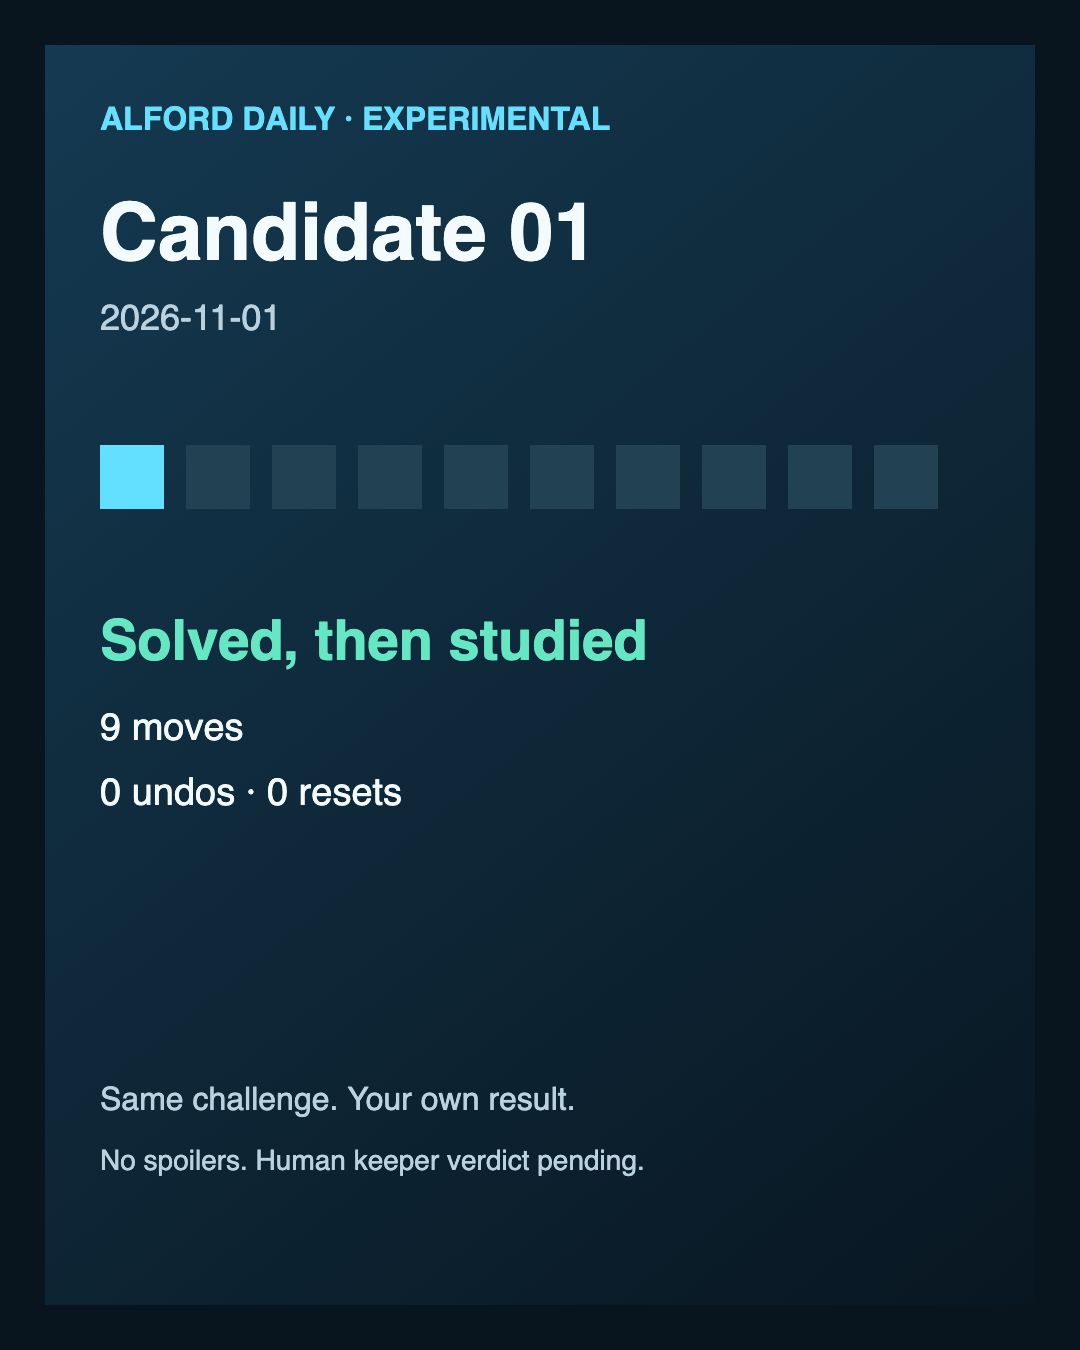 ALFORD DAILY · EXPERIMENTAL
Candidate 01
2026-11-01
Solved, then studied
9 moves
0 undos · 0 resets
Same challenge. Your own result.
No spoilers. Human keeper verdict pending.